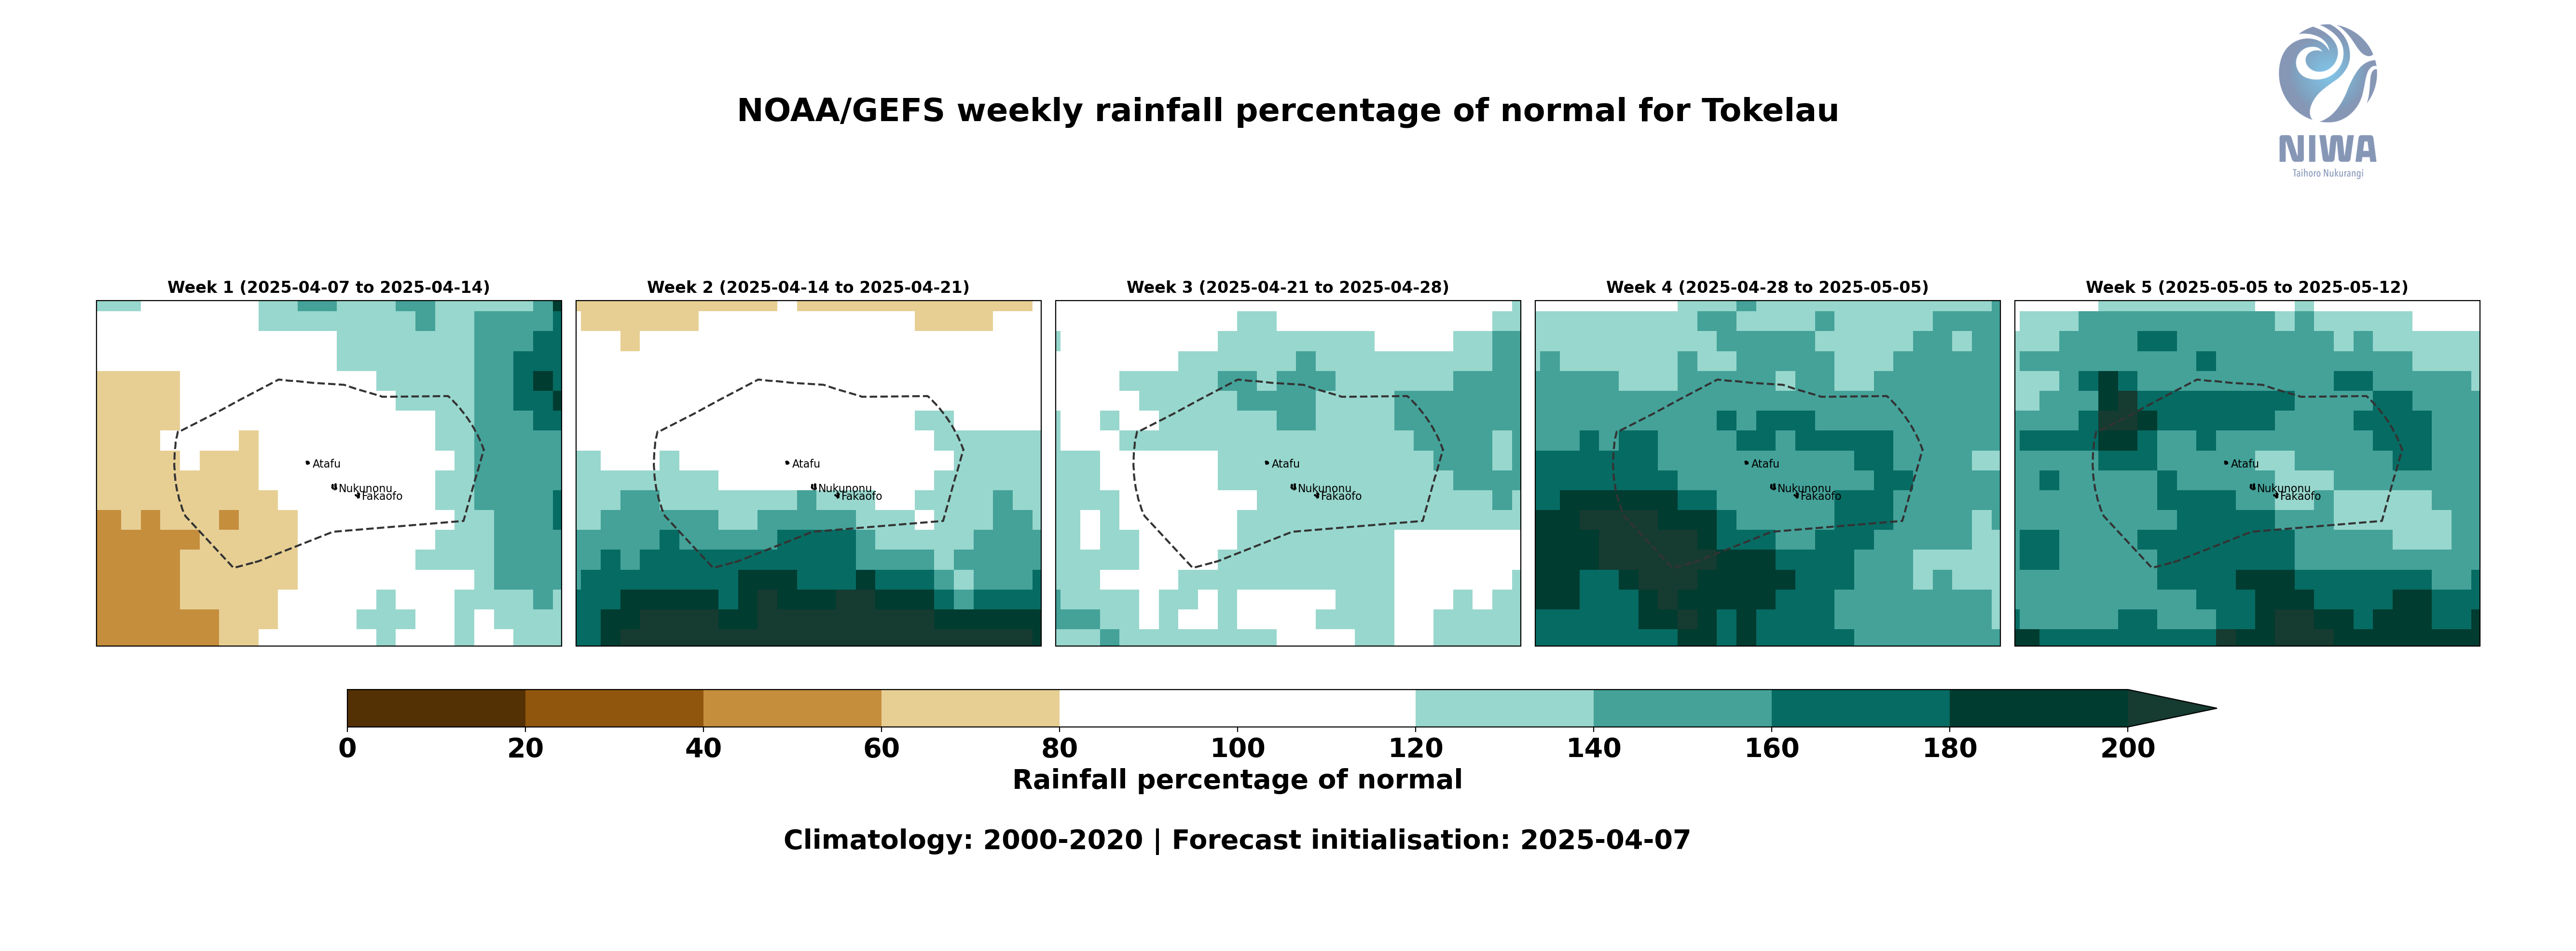 NOAA/GEFS weekly rainfall percentage of normal for Tokelau
NIWA
Taihoro Nukurangi
Week 1 (2025-04-07 to 2025-04-14)
Atafu
Nukunonu
Fakaofo
Week 2 (2025-04-14 to 2025-04-21)
Atafu
Nukunonu
Fakaofo
Week 3 (2025-04-21 to 2025-04-28)
Atafu
Nukunonu
Fakaofo
Week 4 (2025-04-28 to 2025-05-05)
Atafu
Nukunonu
Fakaofo
Week 5 (2025-05-05 to 2025-05-12)
Atafu
Nukunonu
Fakaofo
0 20 40 60 80 100 120 140 160 180 200
Rainfall percentage of normal
Climatology: 2000-2020 | Forecast initialisation: 2025-04-07